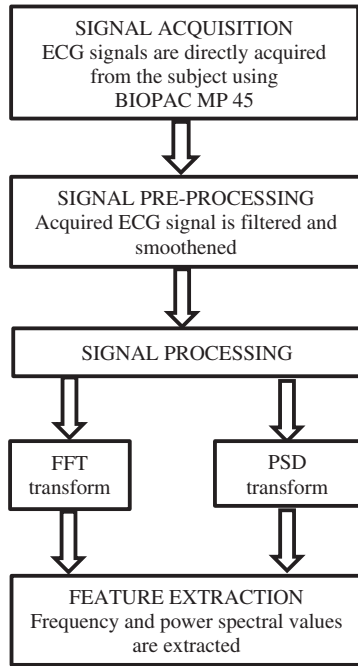 SIGNAL ACQUISITION
ECG signals are directly acquired
from the subject using
BIOPAC MP 45
SIGNAL PRE-PROCESSING
Acquired ECG signal is filtered and
smoothened
SIGNAL PROCESSING
FFT
transform
PSD
transform
FEATURE EXTRACTION
Frequency and power spectral values
are extracted